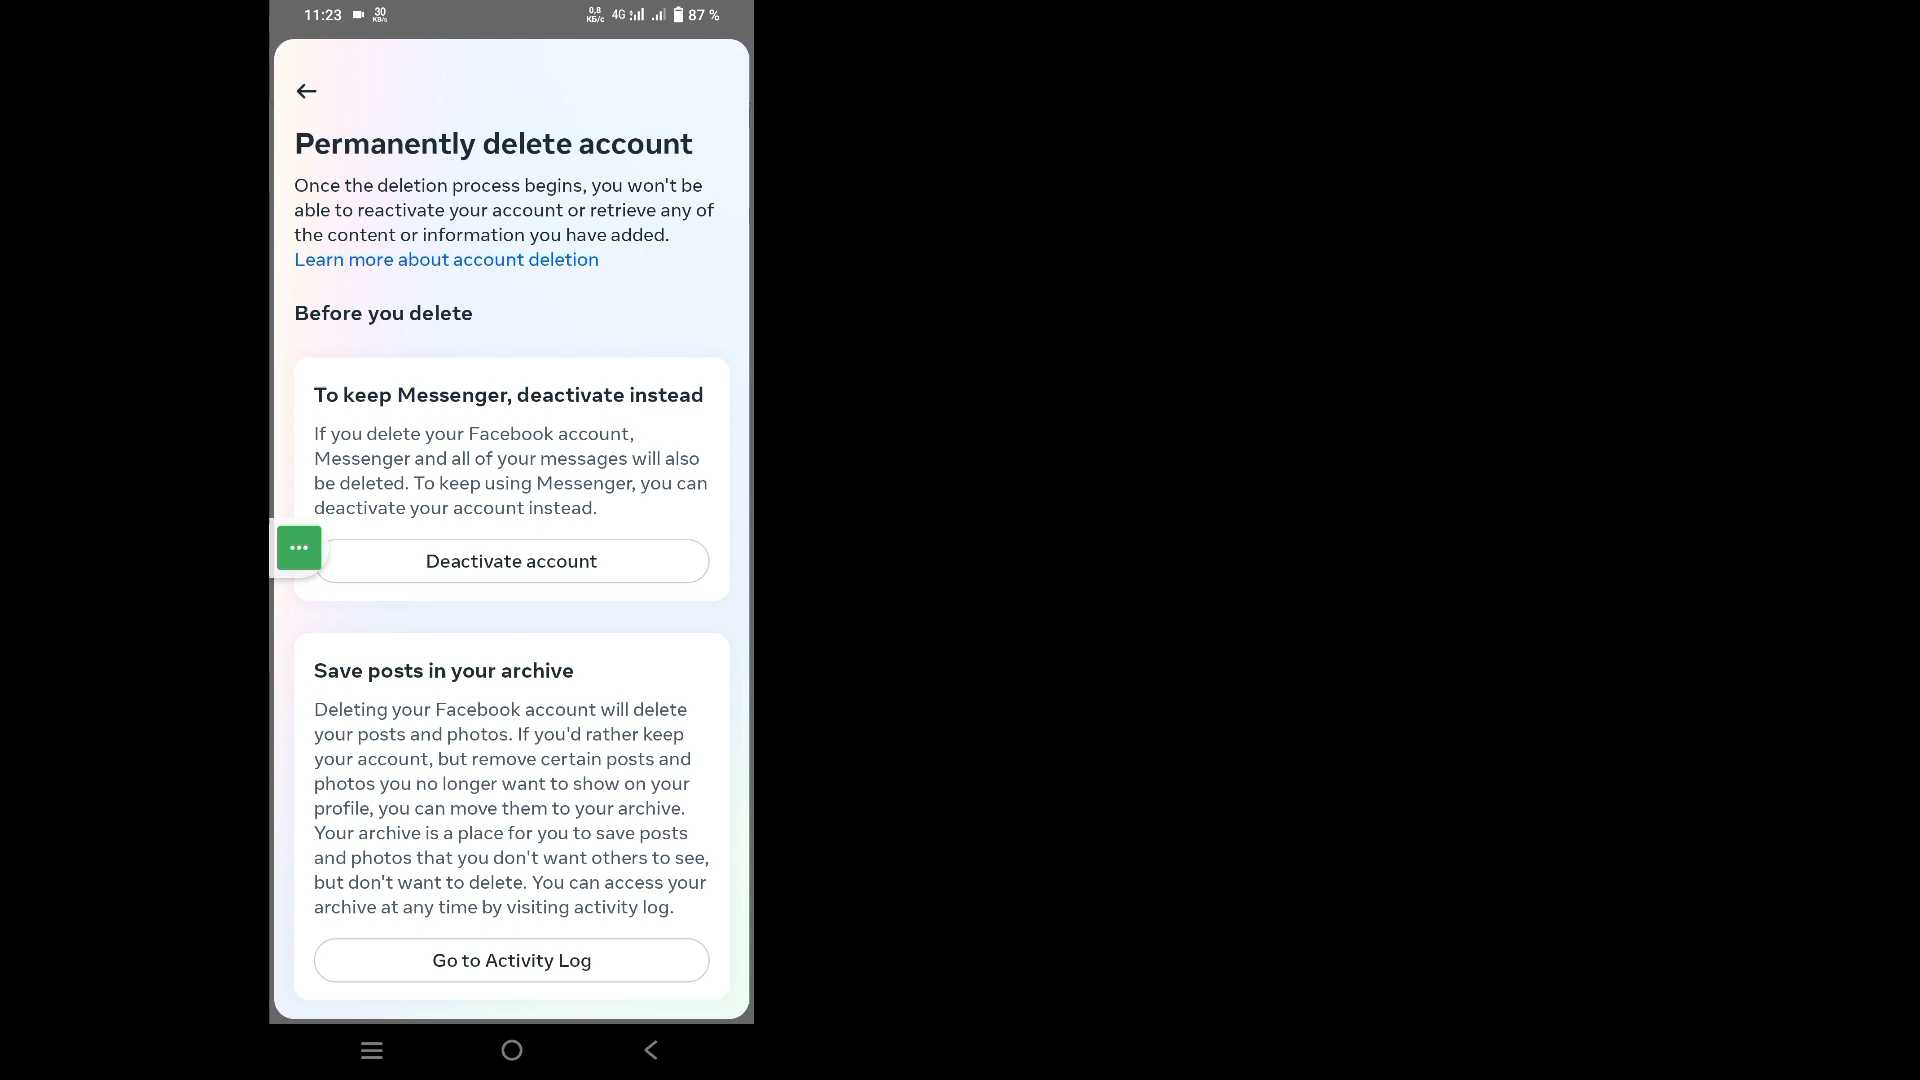 11:23
30
KB/s
0,8
КБ/с
4G
87 %
Permanently delete account
Once the deletion process begins, you won't be
able to reactivate your account or retrieve any of
the content or information you have added.
Learn more about account deletion
Before you delete
To keep Messenger, deactivate instead
If you delete your Facebook account,
Messenger and all of your messages will also
be deleted. To keep using Messenger, you can
deactivate your account instead.
Deactivate account
Save posts in your archive
Deleting your Facebook account will delete
your posts and photos. If you'd rather keep
your account, but remove certain posts and
photos you no longer want to show on your
profile, you can move them to your archive.
Your archive is a place for you to save posts
and photos that you don't want others to see,
but don't want to delete. You can access your
archive at any time by visiting activity log.
Go to Activity Log